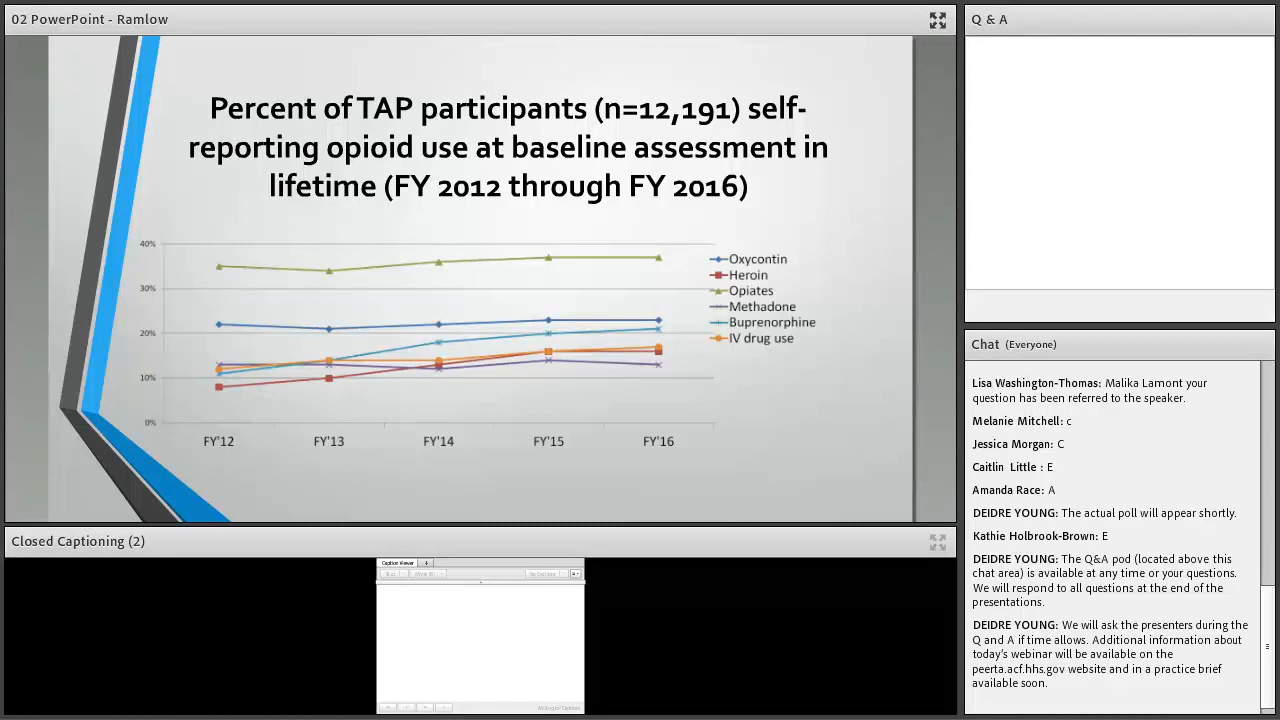 02 PowerPoint - Ramlow
Percent of TAP participants (n=12,191) self-
reporting opioid use at baseline assessment in
lifetime (FY 2012 through FY 2016)
40%
30%
20%
10%
0%
FY'12 FY'13 FY'14 FY'15 FY'16
Oxycontin
Heroin
Opiates
Methadone
Buprenorphine
IV drug use
Closed Captioning (2)
Caption Viewer
Q & A
Chat (Everyone)
Lisa Washington-Thomas: Malika Lamont your
question has been referred to the speaker.
Melanie Mitchell: c
Jessica Morgan: C
Caitlin Little : E
Amanda Race: A
DEIDRE YOUNG: The actual poll will appear shortly.
Kathie Holbrook-Brown: E
DEIDRE YOUNG: The Q&A pod (located above this
chat area) is available at any time or your questions.
We will respond to all questions at the end of the
presentations.
DEIDRE YOUNG: We will ask the presenters during the
Q and A if time allows. Additional information about
today's webinar will be available on the
peerta.acf.hhs.gov website and in a practice brief
available soon.